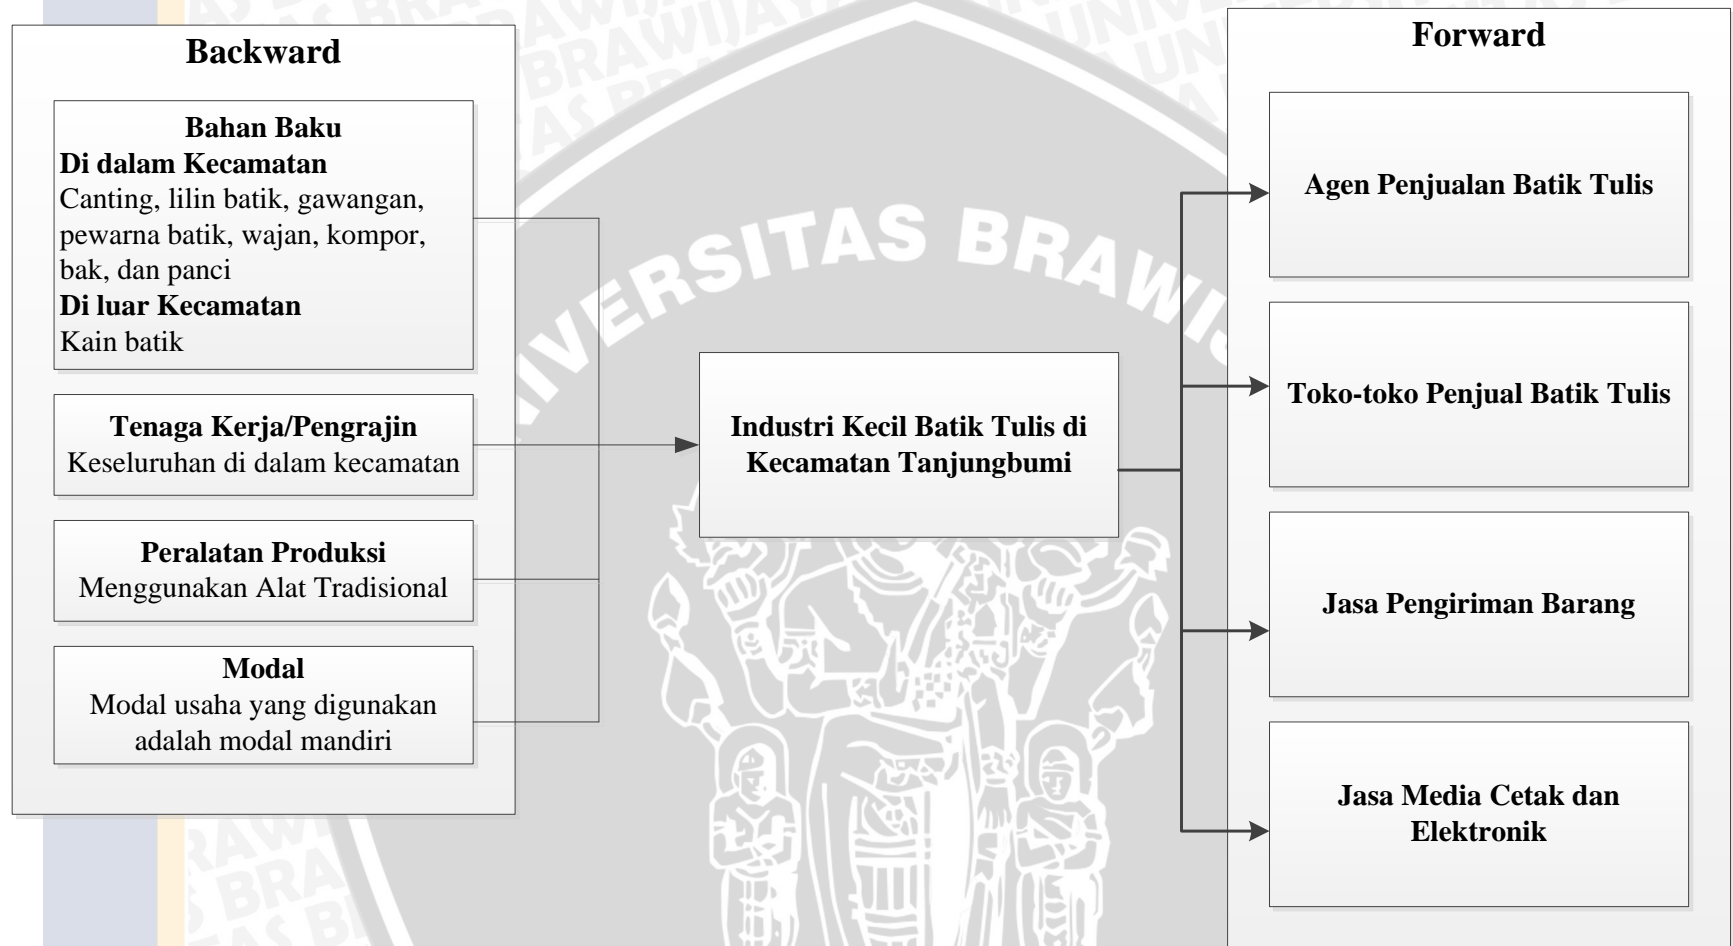 Backward
Bahan Baku
Di dalam Kecamatan
Canting, lilin batik, gawangan,
pewarna batik, wajan, kompor,
bak, dan panci
Di luar Kecamatan
Kain batik
Tenaga Kerja/Pengrajin
Keseluruhan di dalam kecamatan
Peralatan Produksi
Menggunakan Alat Tradisional
Modal
Modal usaha yang digunakan
adalah modal mandiri
Industri Kecil Batik Tulis di
Kecamatan Tanjungbumi
Forward
Agen Penjualan Batik Tulis
Toko-toko Penjual Batik Tulis
Jasa Pengiriman Barang
Jasa Media Cetak dan
Elektronik